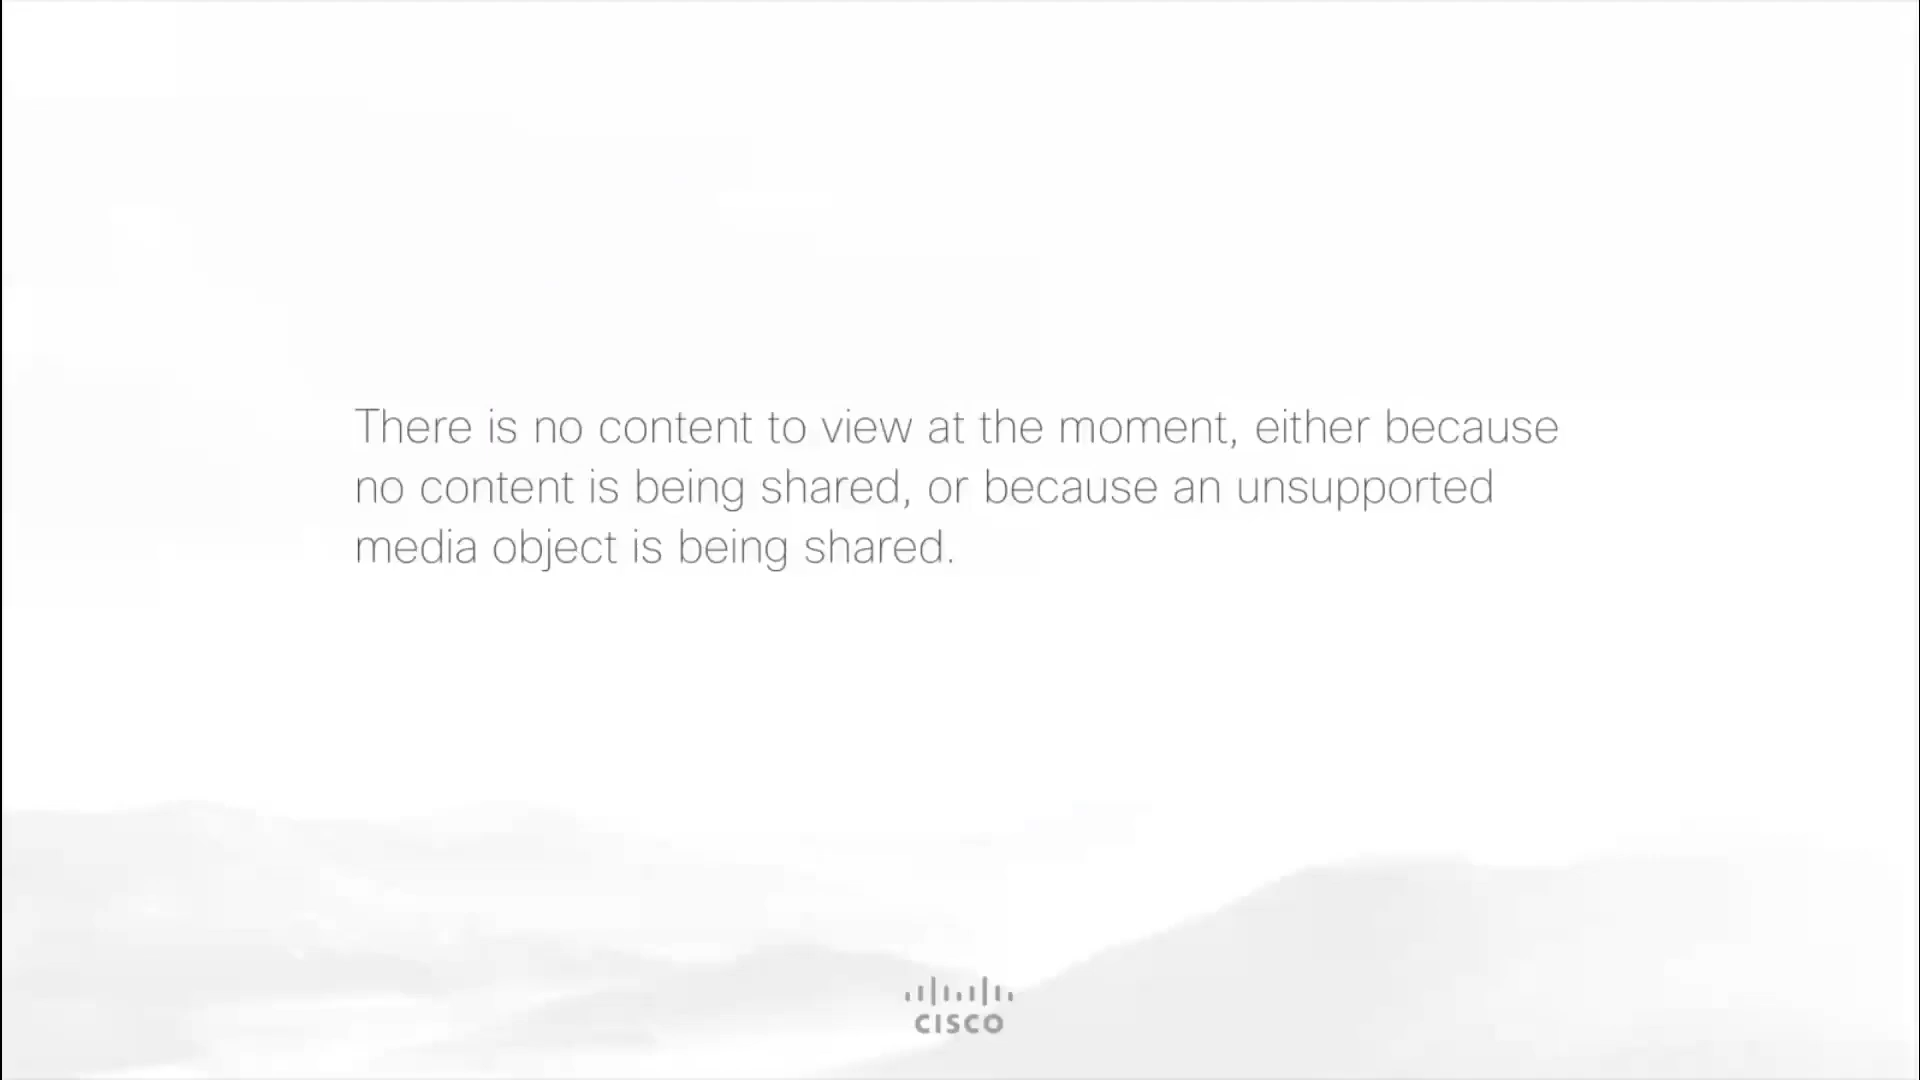 There is no content to view at the moment, either because
no content is being shared, or because an unsupported
media object is being shared.
CISCO